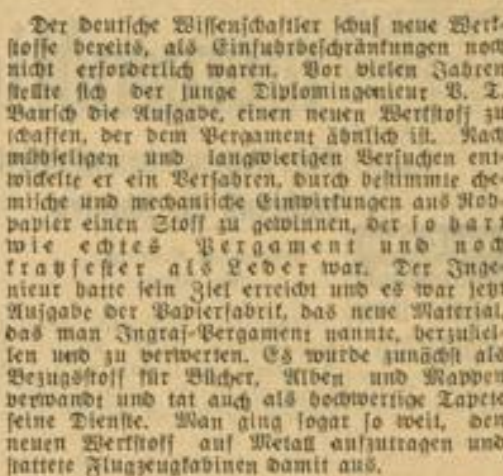 Der deutsche Wissenschaftler schuf neue Werk-
stoffe bereits, als Einfuhrbeschränkungen noch
nicht erforderlich waren. Vor vielen Jahren
stellte sich der junge Diplomingenieur V. T.
Bausch die Aufgabe, einen neuen Werkstoff zu
schaffen, der dem Pergament ähnlich ist. Nach
mühseligen und langwierigen Versuchen ent-
wickelte er ein Verfahren, durch bestimmte che-
mische und mechanische Einwirkungen aus Roh-
papier einen Stoff zu gewinnen, der so hart
wie echtes Pergament und noch
kratzfester als Leder war. Der Inge-
nieur hatte sein Ziel erreicht und es war jetzt
Aufgabe der Papierfabrik, das neue Material,
das man Ingraf-Pergament nannte, herzustel-
len und zu verwerten. Es wurde zunächst als
Bezugsstoff für Bücher, Alben und Mappen
verwandt und tat auch als hochwertige Tapete
seine Dienste. Man ging sogar so weit, den
neuen Werkstoff auf Metall aufzutragen und
stattete Flugzeugkabinen damit aus.